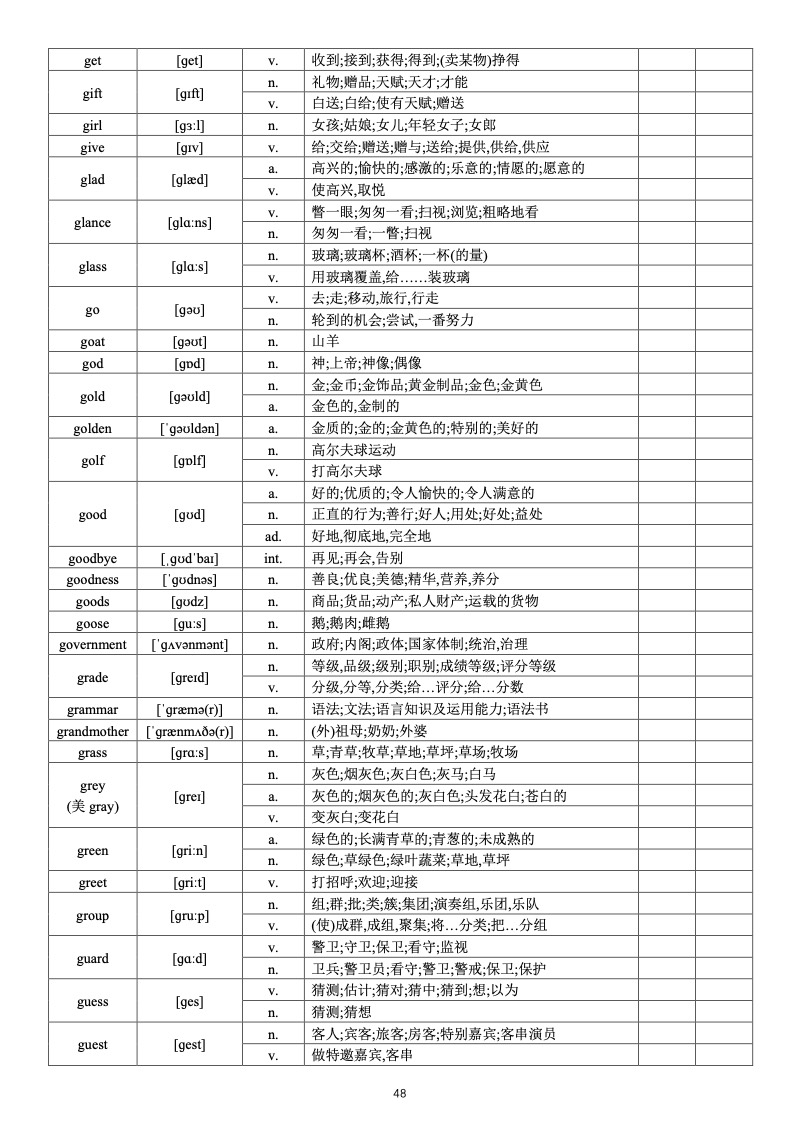 get [ɡet] v. 收到;接到;获得;得到;(卖某物)挣得
gift [ɡɪft] n. 礼物;赠品;天赋;天才;才能
v. 白送;白给;使有天赋;赠送
girl [ɡɜːl] n. 女孩;姑娘;女儿;年轻女子;女郎
give [ɡɪv] v. 给;交给;赠送;赠与;送给;提供,供给,供应
glad [ɡlæd] a. 高兴的;愉快的;感激的;乐意的;情愿的;愿意的
v. 使高兴,取悦
glance [ɡlɑːns] v. 瞥一眼;匆匆一看;扫视;浏览;粗略地看
n. 匆匆一看;一瞥;扫视
glass [ɡlɑːs] n. 玻璃;玻璃杯;酒杯;一杯(的量)
v. 用玻璃覆盖,给……装玻璃
go [ɡəʊ] v. 去;走;移动,旅行,行走
n. 轮到的机会;尝试,一番努力
goat [ɡəʊt] n. 山羊
god [ɡɒd] n. 神;上帝;神像;偶像
gold [ɡəʊld] n. 金;金币;金饰品;黄金制品;金色;金黄色
a. 金色的,金制的
golden [ˈɡəʊldən] a. 金质的;金的;金黄色的;特别的;美好的
golf [ɡɒlf] n. 高尔夫球运动
v. 打高尔夫球
good [ɡʊd] a. 好的;优质的;令人愉快的;令人满意的
n. 正直的行为;善行;好人;用处;好处;益处
ad. 好地,彻底地,完全地
goodbye [ˌɡʊdˈbaɪ] int. 再见;再会,告别
goodness [ˈɡʊdnəs] n. 善良;优良;美德;精华,营养,养分
goods [ɡʊdz] n. 商品;货品;动产;私人财产;运载的货物
goose [ɡuːs] n. 鹅;鹅肉;雌鹅
government [ˈɡʌvənmənt] n. 政府;内阁;政体;国家体制;统治,治理
grade [ɡreɪd] n. 等级,品级;级别;职别;成绩等级;评分等级
v. 分级,分等,分类;给…评分;给…分数
grammar [ˈɡræmə(r)] n. 语法;文法;语言知识及运用能力;语法书
grandmother [ˈɡrænmʌðə(r)] n. (外)祖母;奶奶;外婆
grass [ɡrɑːs] n. 草;青草;牧草;草地;草坪;草场;牧场
grey (美 gray) [ɡreɪ] n. 灰色;烟灰色;灰白色;灰马;白马
a. 灰色的;烟灰色的;灰白色;头发花白;苍白的
v. 变灰白;变花白
green [ɡriːn] a. 绿色的;长满青草的;青葱的;未成熟的
n. 绿色;草绿色;绿叶蔬菜;草地,草坪
greet [ɡriːt] v. 打招呼;欢迎;迎接
group [ɡruːp] n. 组;群;批;类;簇;集团;演奏组,乐团,乐队
v. (使)成群,成组,聚集;将…分类;把…分组
guard [ɡɑːd] v. 警卫;守卫;保卫;看守;监视
n. 卫兵;警卫员;看守;警卫;警戒;保卫;保护
guess [ɡes] v. 猜测;估计;猜对;猜中;猜到;想;以为
n. 猜测;猜想
guest [ɡest] n. 客人;宾客;旅客;房客;特别嘉宾;客串演员
v. 做特邀嘉宾,客串
48